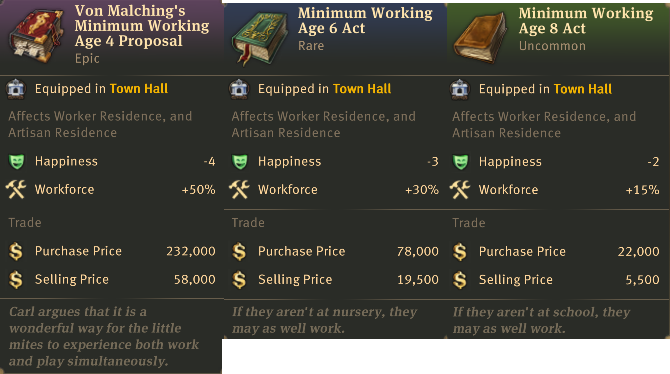 Von Malching's
Minimum Working
Age 4 Proposal
Epic
Equipped in Town Hall
Affects Worker Residence, and
Artisan Residence
Happiness -4
Workforce +50%
Trade
Purchase Price 232,000
Selling Price 58,000
Carl argues that it is a
wonderful way for the little
mites to experience both work
and play simultaneously.
Minimum Working
Age 6 Act
Rare
Equipped in Town Hall
Affects Worker Residence, and
Artisan Residence
Happiness -3
Workforce +30%
Trade
Purchase Price 78,000
Selling Price 19,500
If they aren't at nursery, they
may as well work.
Minimum Working
Age 8 Act
Uncommon
Equipped in Town Hall
Affects Worker Residence, and
Artisan Residence
Happiness -2
Workforce +15%
Trade
Purchase Price 22,000
Selling Price 5,500
If they aren't at school, they
may as well work.